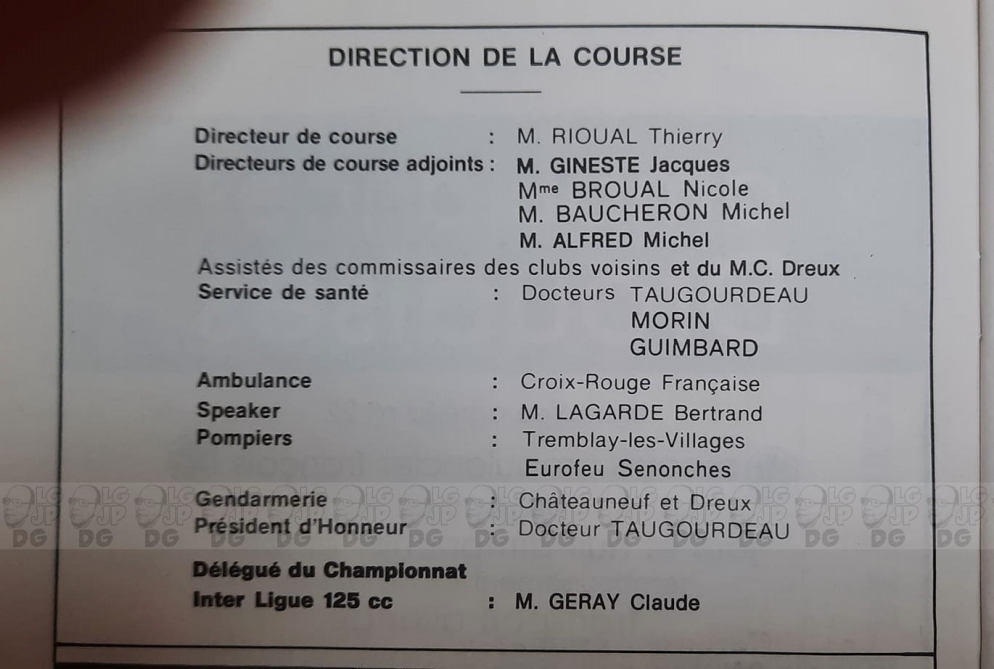 DIRECTION DE LA COURSE
Directeur de course : M. RIOUAL Thierry
Directeurs de course adjoints : M. GINESTE Jacques
Mme BROUAL Nicole
M. BAUCHERON Michel
M. ALFRED Michel
Assistés des commissaires des clubs voisins et du M.C. Dreux
Service de santé : Docteurs TAUGOURDEAU
MORIN
GUIMBARD
Ambulance : Croix-Rouge Française
Speaker : M. LAGARDE Bertrand
Pompiers : Tremblay-les-Villages
Eurofeu Senonches
Gendarmerie : Châteauneuf et Dreux
Président d'Honneur : Docteur TAUGOURDEAU
Délégué du Championnat
Inter Ligue 125 cc : M. GERAY Claude